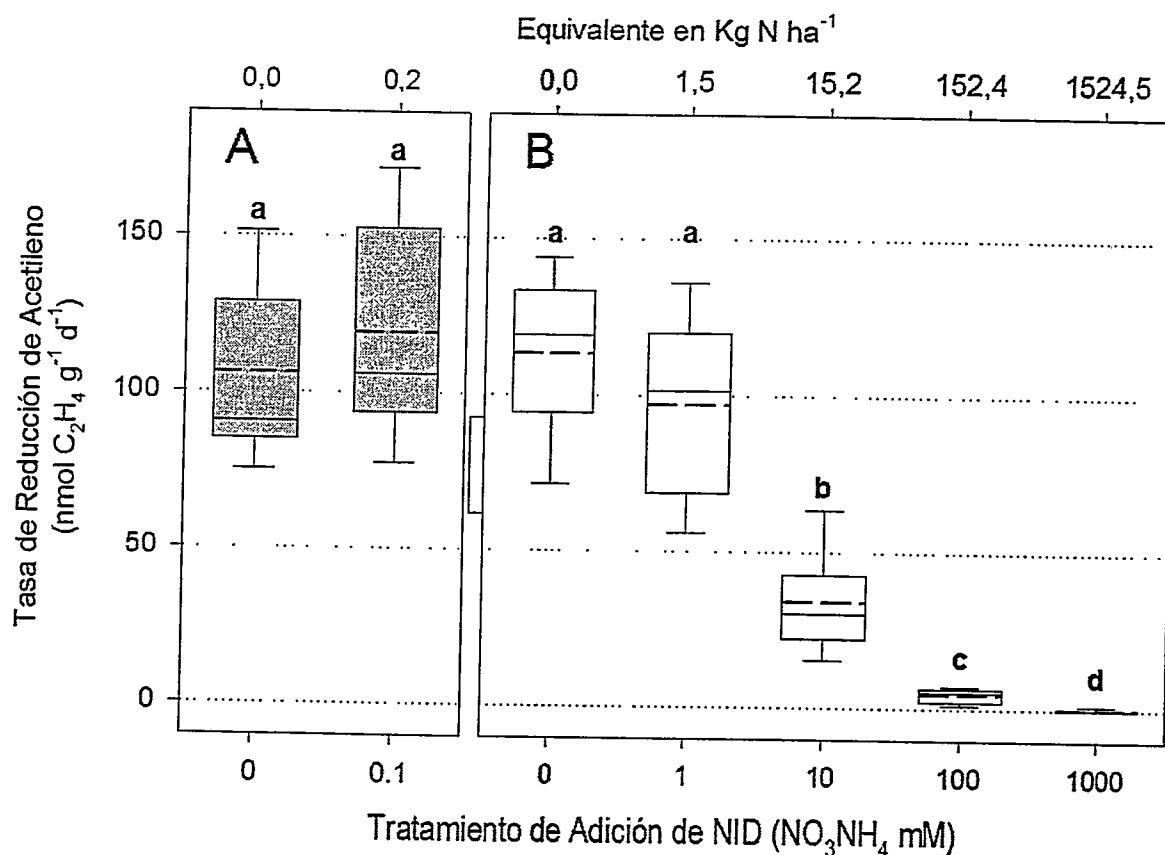 Equivalente en Kg N ha⁻¹
0,0 0,2 0,0 1,5 15,2 152,4 1524,5
A B
a a a a b c d
150
100
50
0
Tasa de Reducción de Acetileno
(nmol C₂H₄ g⁻¹ d⁻¹)
0 0.1 0 1 10 100 1000
Tratamiento de Adición de NID (NO₃NH₄ mM)